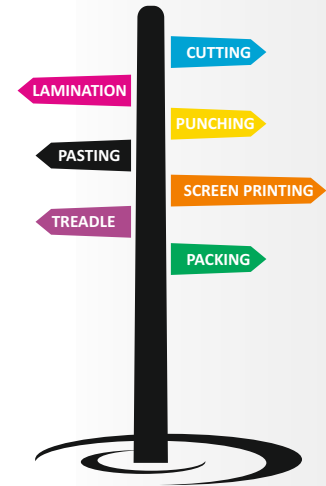 CUTTING
LAMINATION
PUNCHING
PASTING
SCREEN PRINTING
TREADLE
PACKING